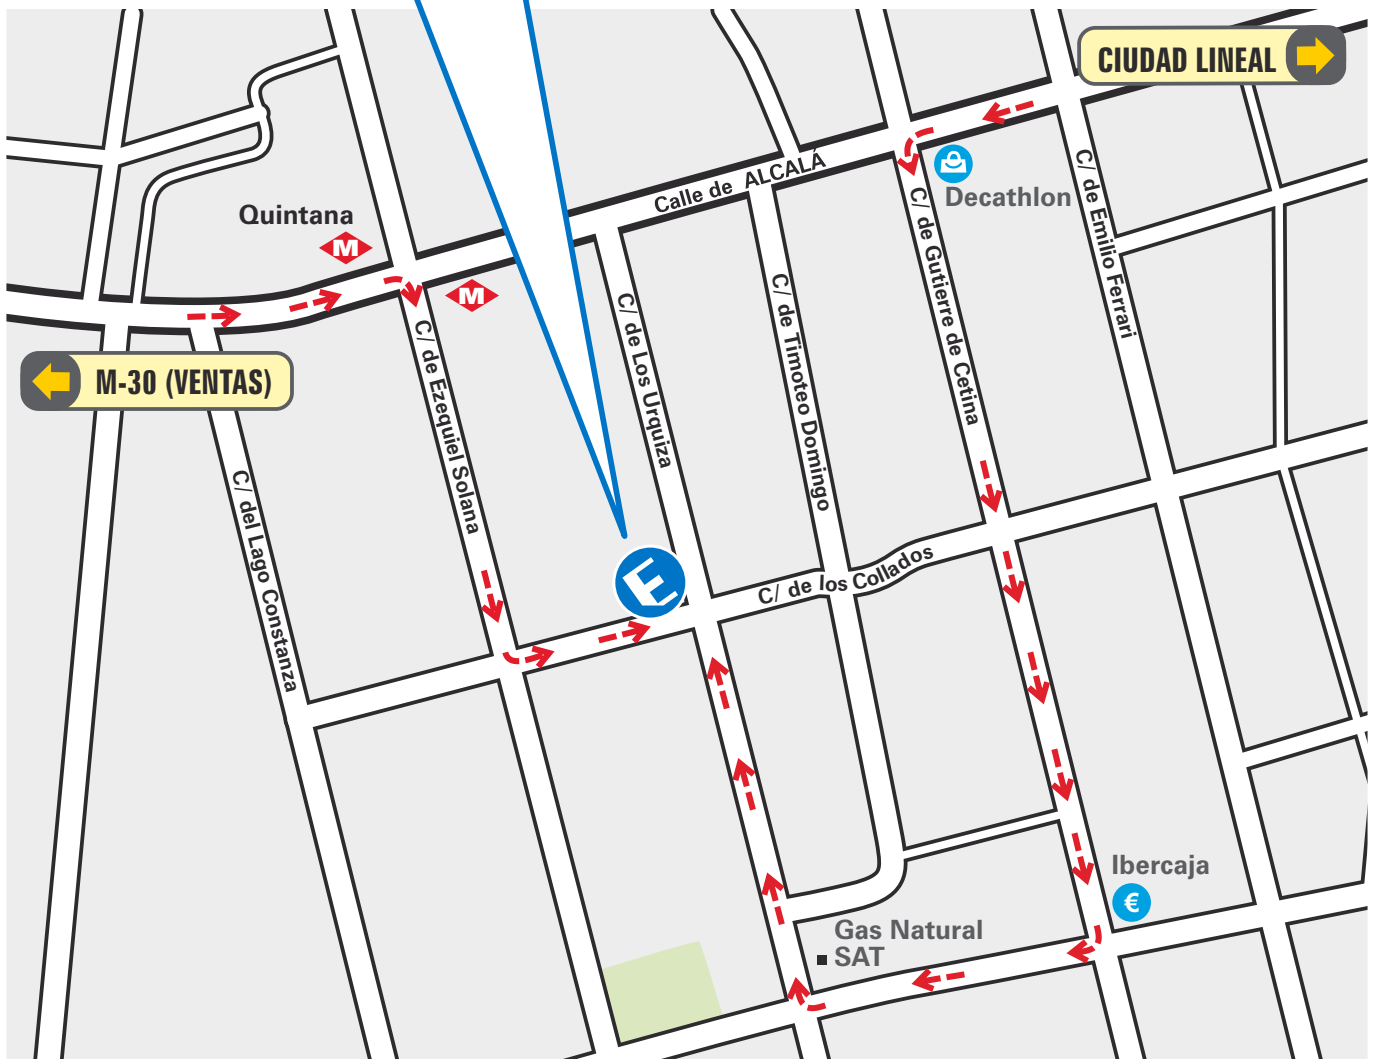 CIUDAD LINEAL
Calle de ALCALÁ
Decathlon
Quintana
M
M
M-30 (VENTAS)
C/ de Emilio Ferrari
C/ de Gutierre de Cetina
C/ de Timoteo Domingo
C/ de Los Urquiza
C/ de Ezequiel Solana
C/ del Lago Constanza
E
C/ de los Collados
Ibercaja
€
Gas Natural
SAT